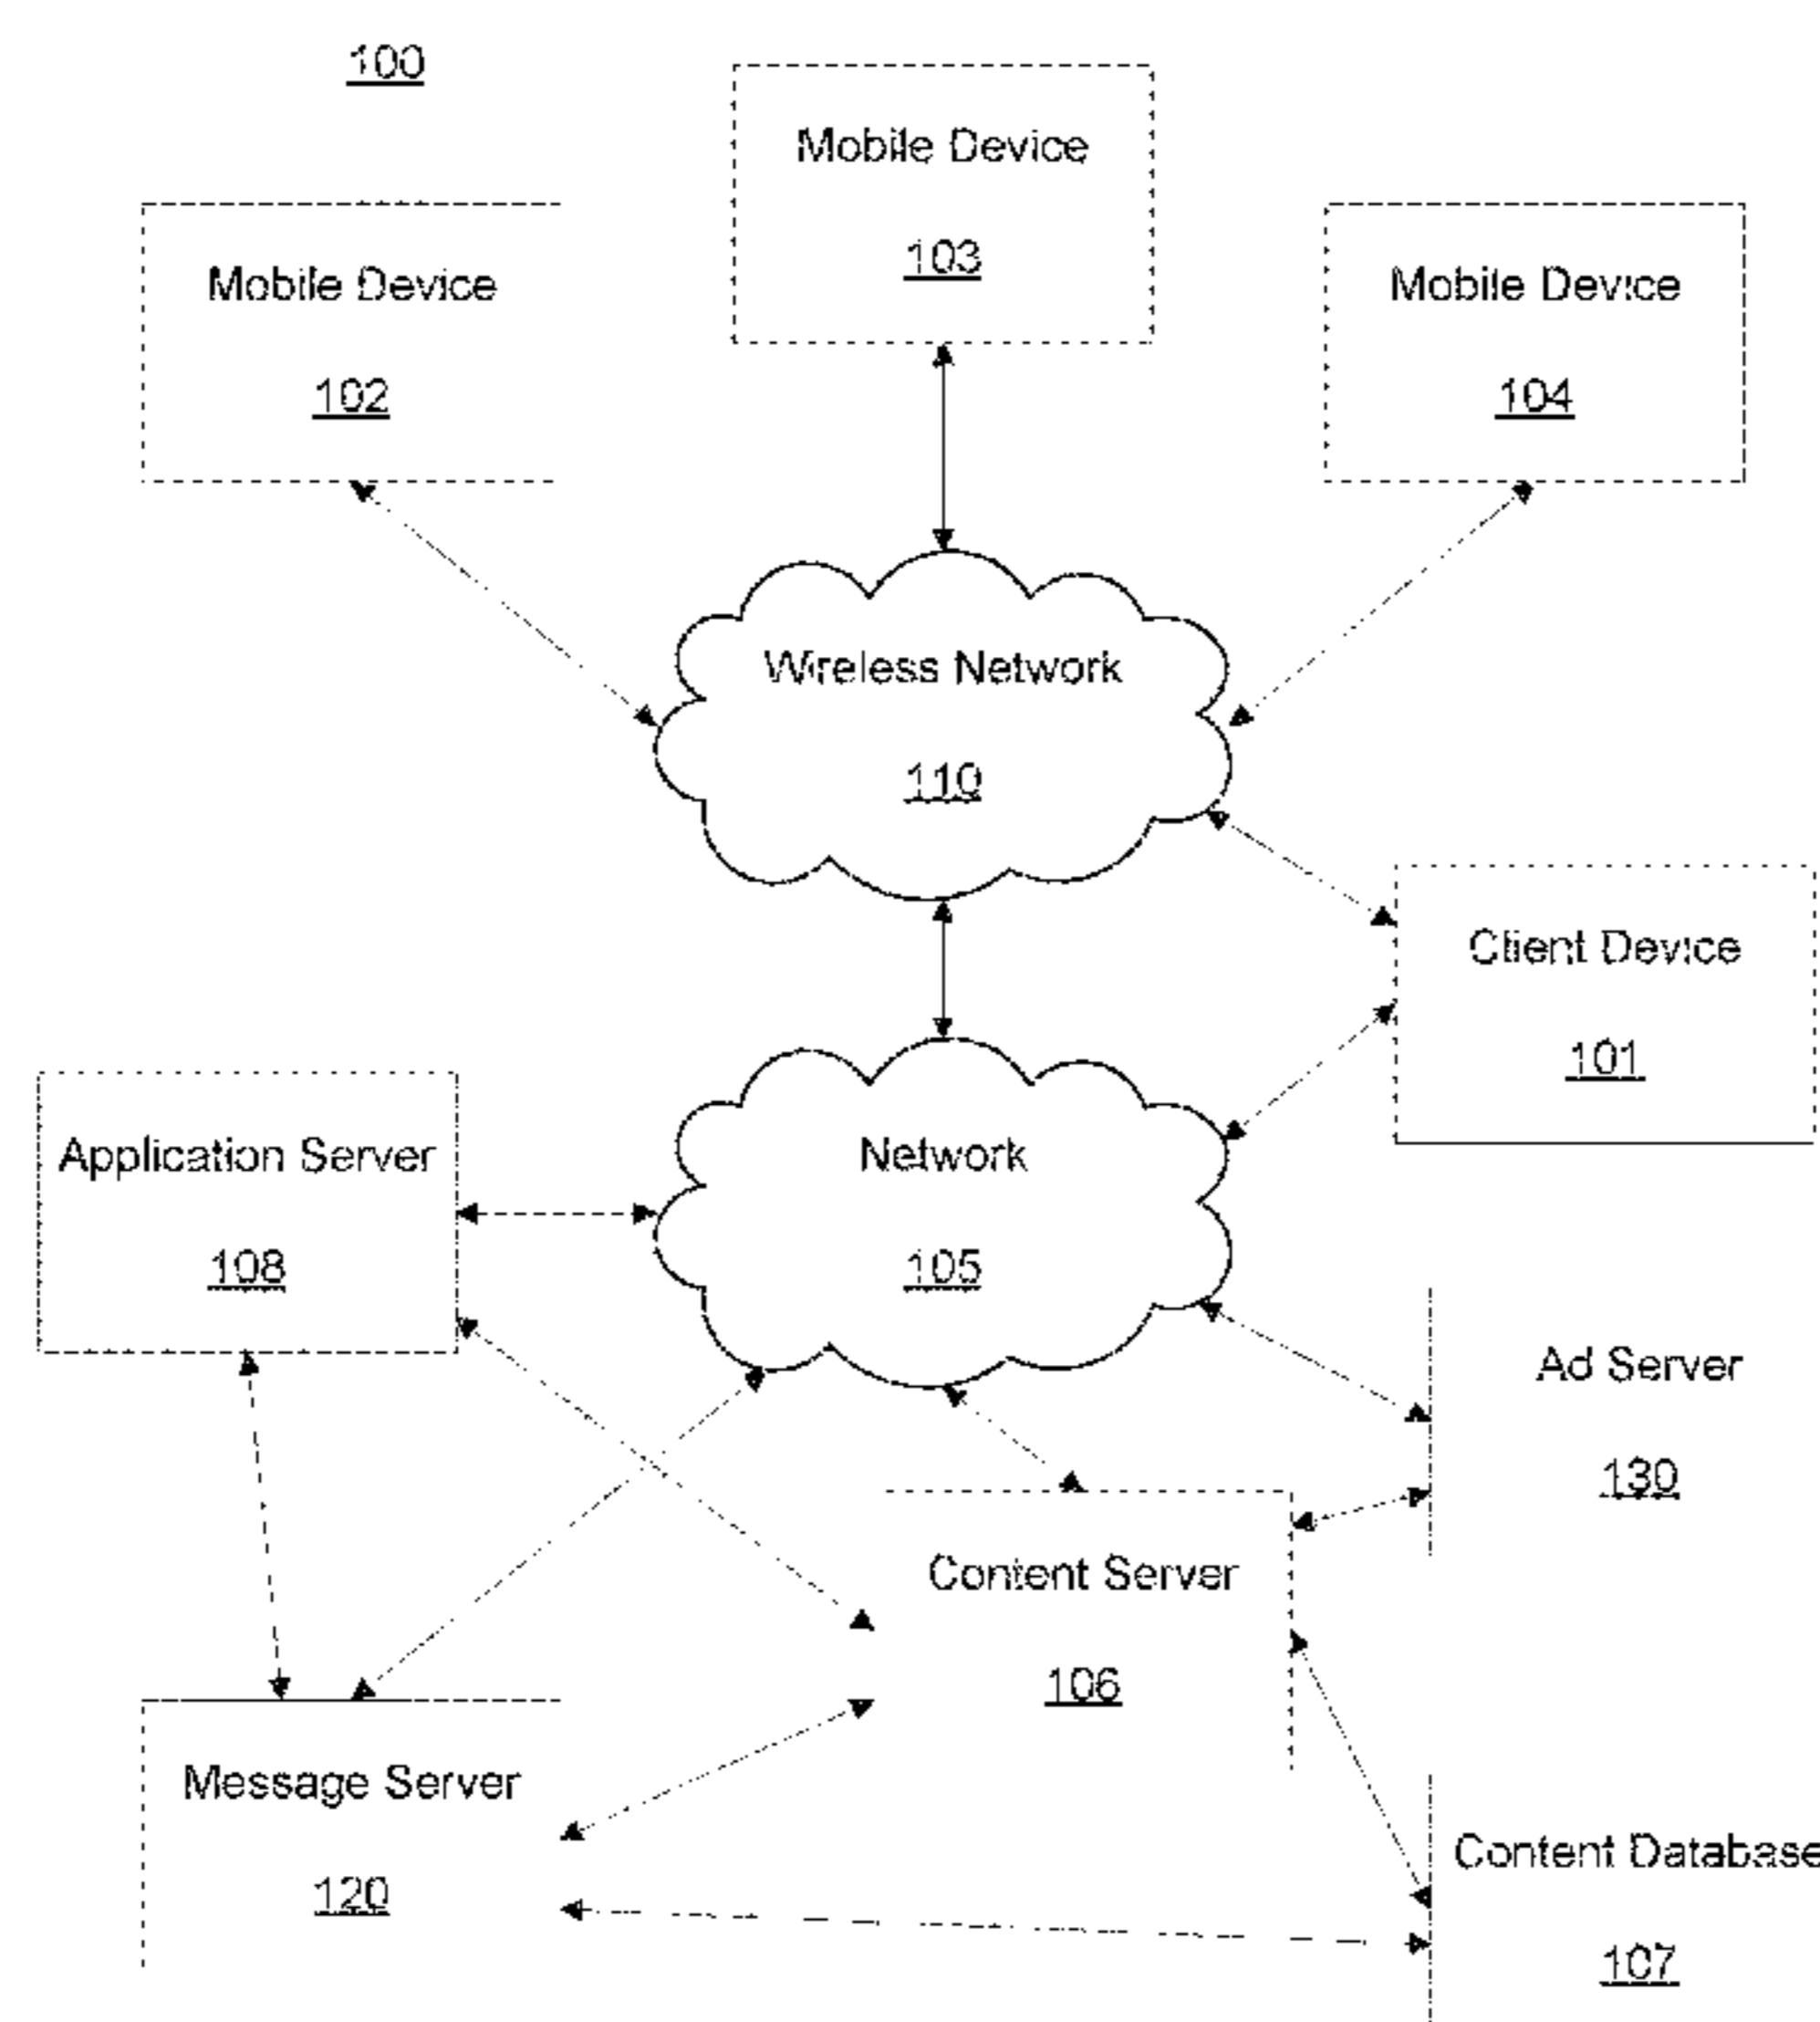 100
Mobile Device
103
Mobile Device
102
Mobile Device
104
Wireless Network
110
Client Device
101
Application Server
108
Network
105
Ad Server
130
Content Server
106
Message Server
120
Content Database
107